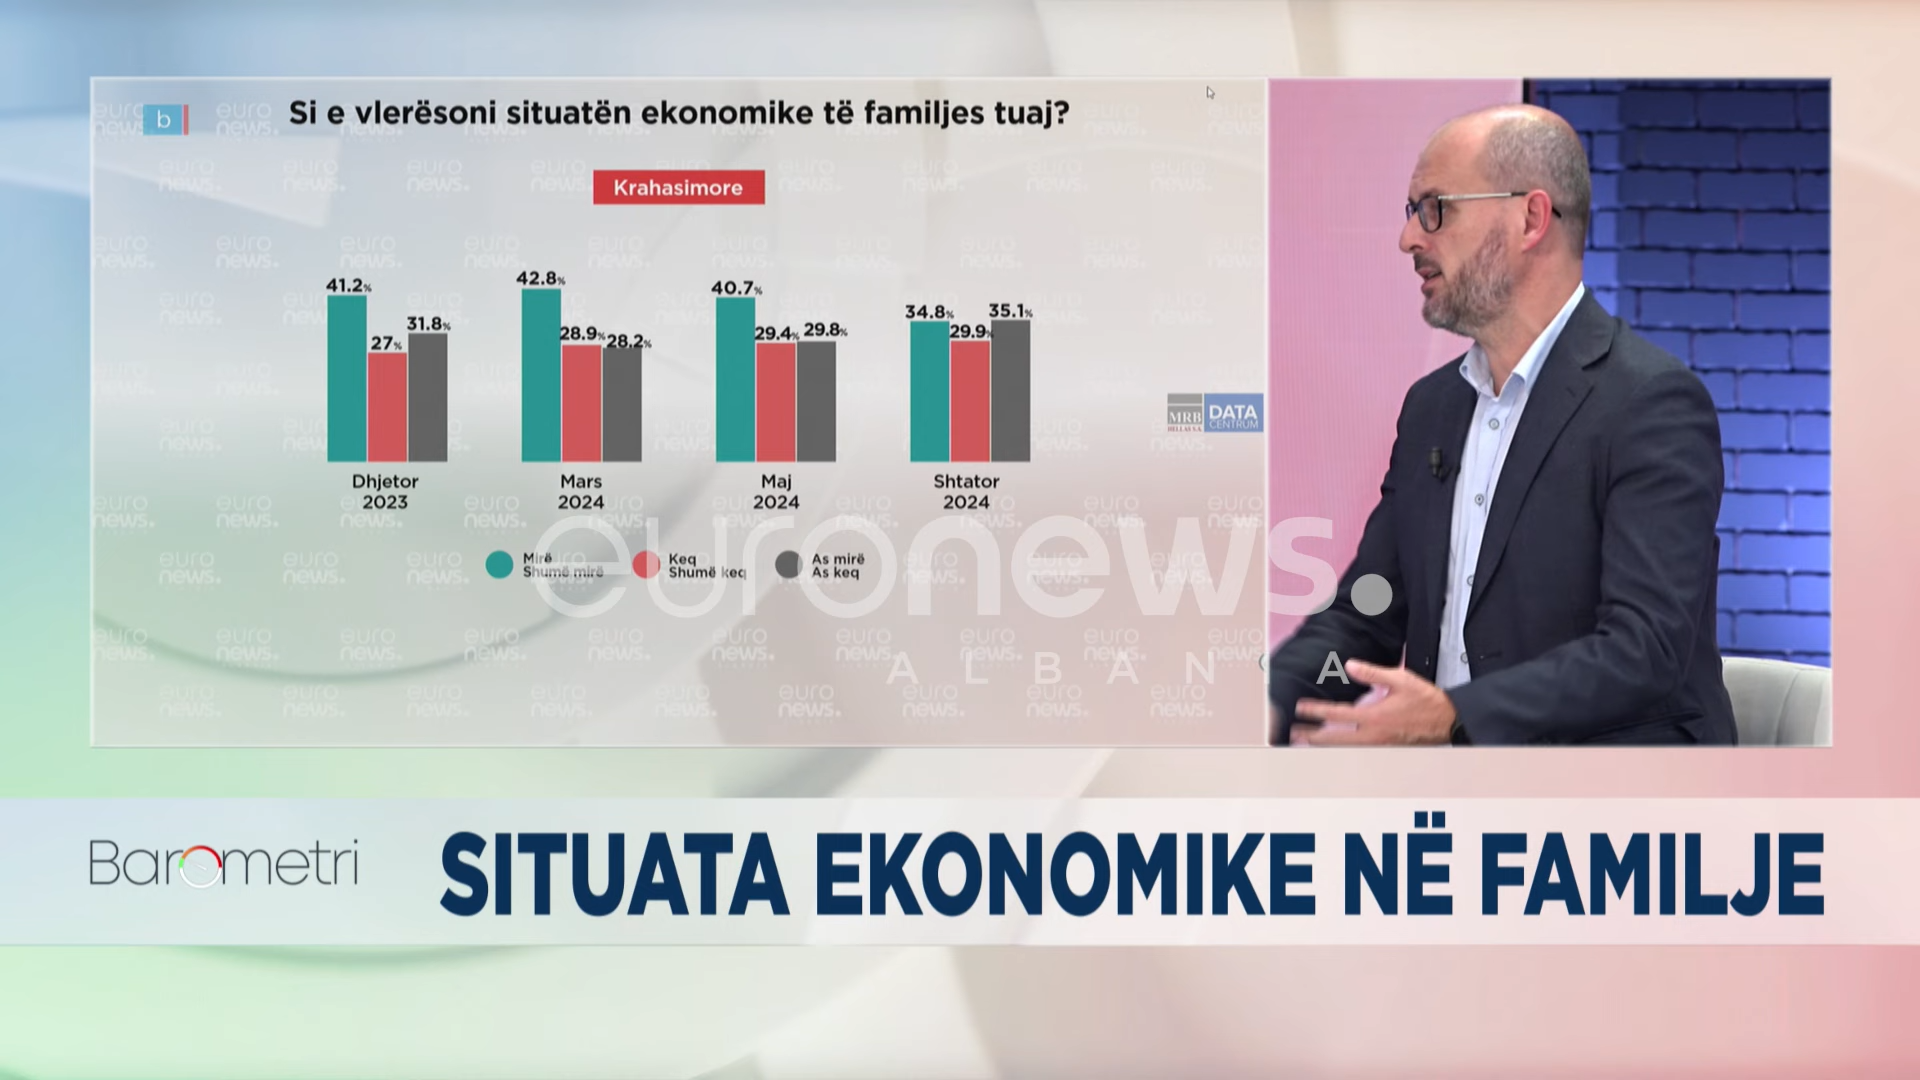 b
Si e vlerësoni situatën ekonomike të familjes tuaj?
Krahasimore
41.2%
27%
31.8%
42.8%
28.9%
28.2%
40.7%
29.4%
29.8%
34.8%
29.9%
35.1%
Dhjetor
2023
Mars
2024
Maj
2024
Shtator
2024
Mirë
Shumë mirë
Keq
Shumë keq
As mirë
As keq
MRB
HELLAS S.A.
DATA
CENTRUM
euronews.
ALBANIA
Barometri
SITUATA EKONOMIKE NË FAMILJE